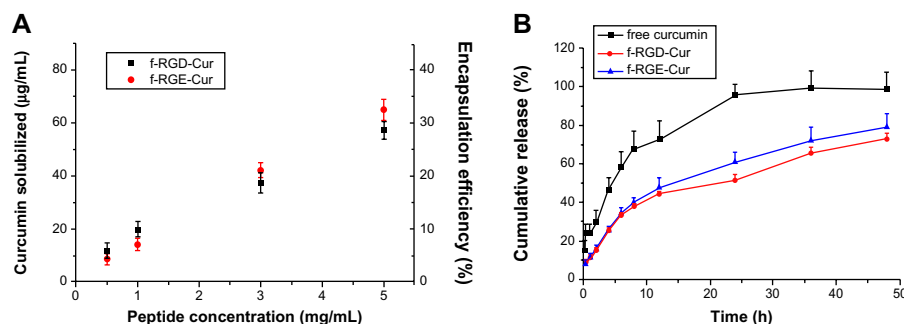 A
f-RGD-Cur
f-RGE-Cur
Curcumin solubilized (µg/mL)
80
60
40
20
0
0
1
2
3
4
5
Peptide concentration (mg/mL)
40
30
20
10
0
Encapsulation efficiency (%)
B
free curcumin
f-RGD-Cur
f-RGE-Cur
Cumulative release (%)
120
100
80
60
40
20
0
0
10
20
30
40
50
Time (h)